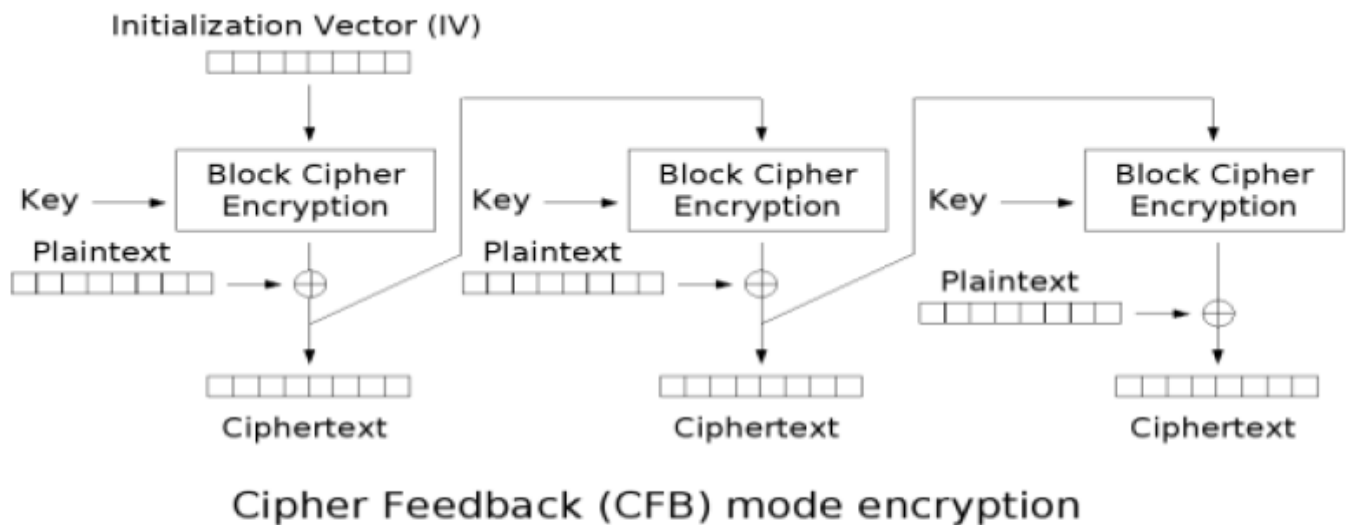 Initialization Vector (IV)
Block Cipher
Encryption
Key
Plaintext
Ciphertext
Block Cipher
Encryption
Key
Plaintext
Ciphertext
Block Cipher
Encryption
Key
Plaintext
Ciphertext
Cipher Feedback (CFB) mode encryption